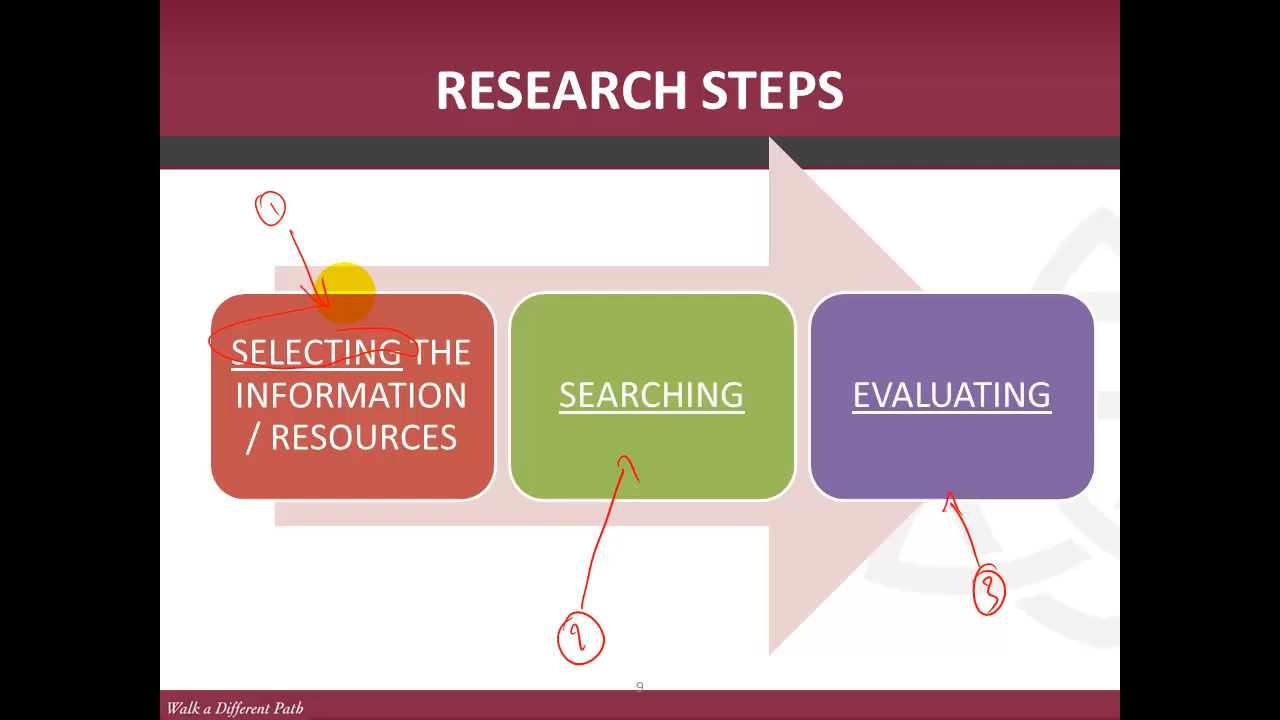 RESEARCH STEPS
1
SELECTING THE
INFORMATION
/ RESOURCES
SEARCHING
EVALUATING
2
3
9
Walk a Different Path